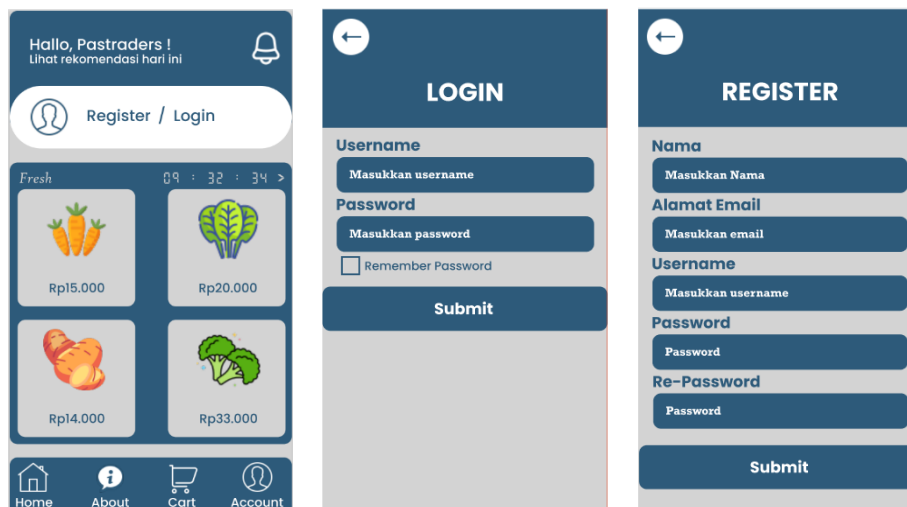 Hallo, Pastraders !
Lihat rekomendasi hari ini
Register / Login
Fresh 09 : 32 : 34 >
Rp15.000 Rp20.000
Rp14.000 Rp33.000
Home About Cart Account
LOGIN
Username
Masukkan username
Password
Masukkan password
Remember Password
Submit
REGISTER
Nama
Masukkan Nama
Alamat Email
Masukkan email
Username
Masukkan username
Password
Password
Re-Password
Password
Submit